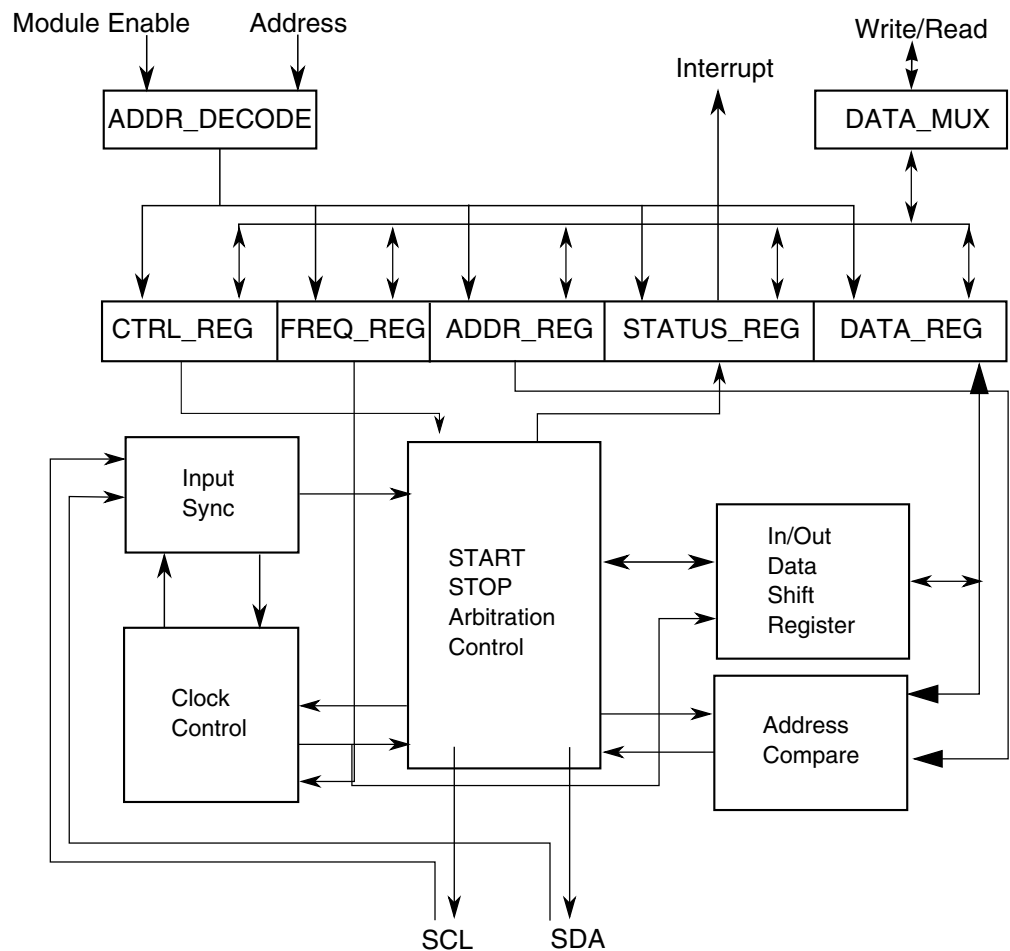 Module Enable
Address
Write/Read
Interrupt
ADDR_DECODE
DATA_MUX
CTRL_REG
FREQ_REG
ADDR_REG
STATUS_REG
DATA_REG
Input
Sync
START
STOP
Arbitration
Control
In/Out
Data
Shift
Register
Clock
Control
Address
Compare
SCL
SDA